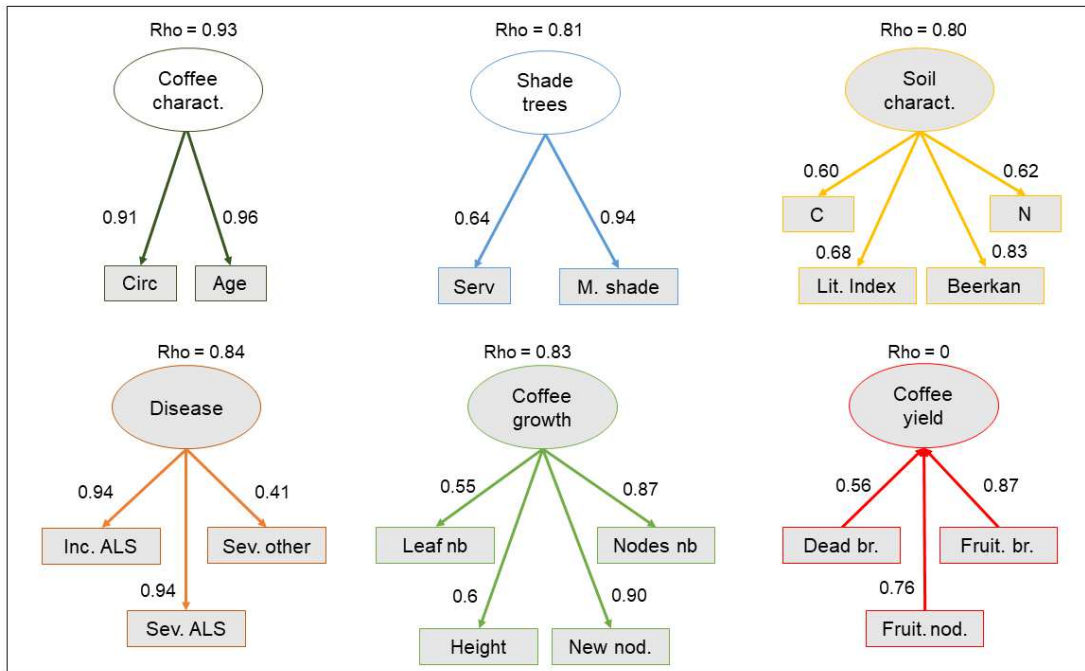 Rho = 0.93
Coffee
charact.
0.91
0.96
Circ
Age
Rho = 0.81
Shade
trees
0.64
0.94
Serv
M. shade
Rho = 0.80
Soil
charact.
0.60
0.62
C
N
0.68
0.83
Lit. Index
Beerkan
Rho = 0.84
Disease
0.94
0.41
Inc. ALS
Sev. other
0.94
Sev. ALS
Rho = 0.83
Coffee
growth
0.55
0.87
Leaf nb
Nodes nb
0.6
0.90
Height
New nod.
Rho = 0
Coffee
yield
0.56
0.87
Dead br.
Fruit. br.
0.76
Fruit. nod.